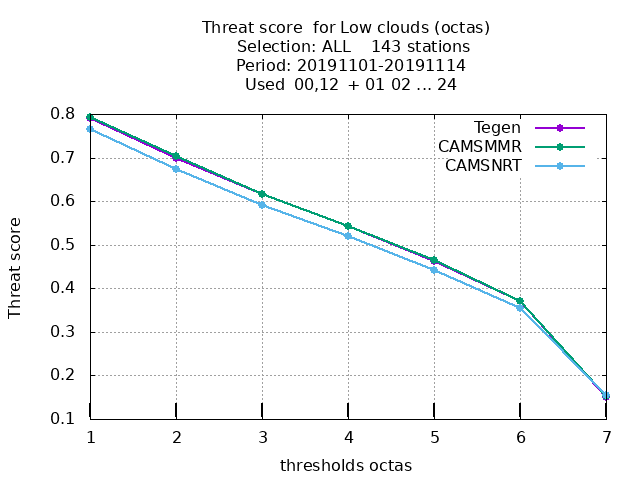 Threat score  for Low clouds (octas)
Selection: ALL    143 stations
Period: 20191101-20191114
Used  00,12  + 01 02 ... 24
Tegen
CAMSMMR
CAMSNRT
0.8
0.7
0.6
0.5
0.4
0.3
0.2
0.1
Threat score
1 2 3 4 5 6 7
thresholds octas